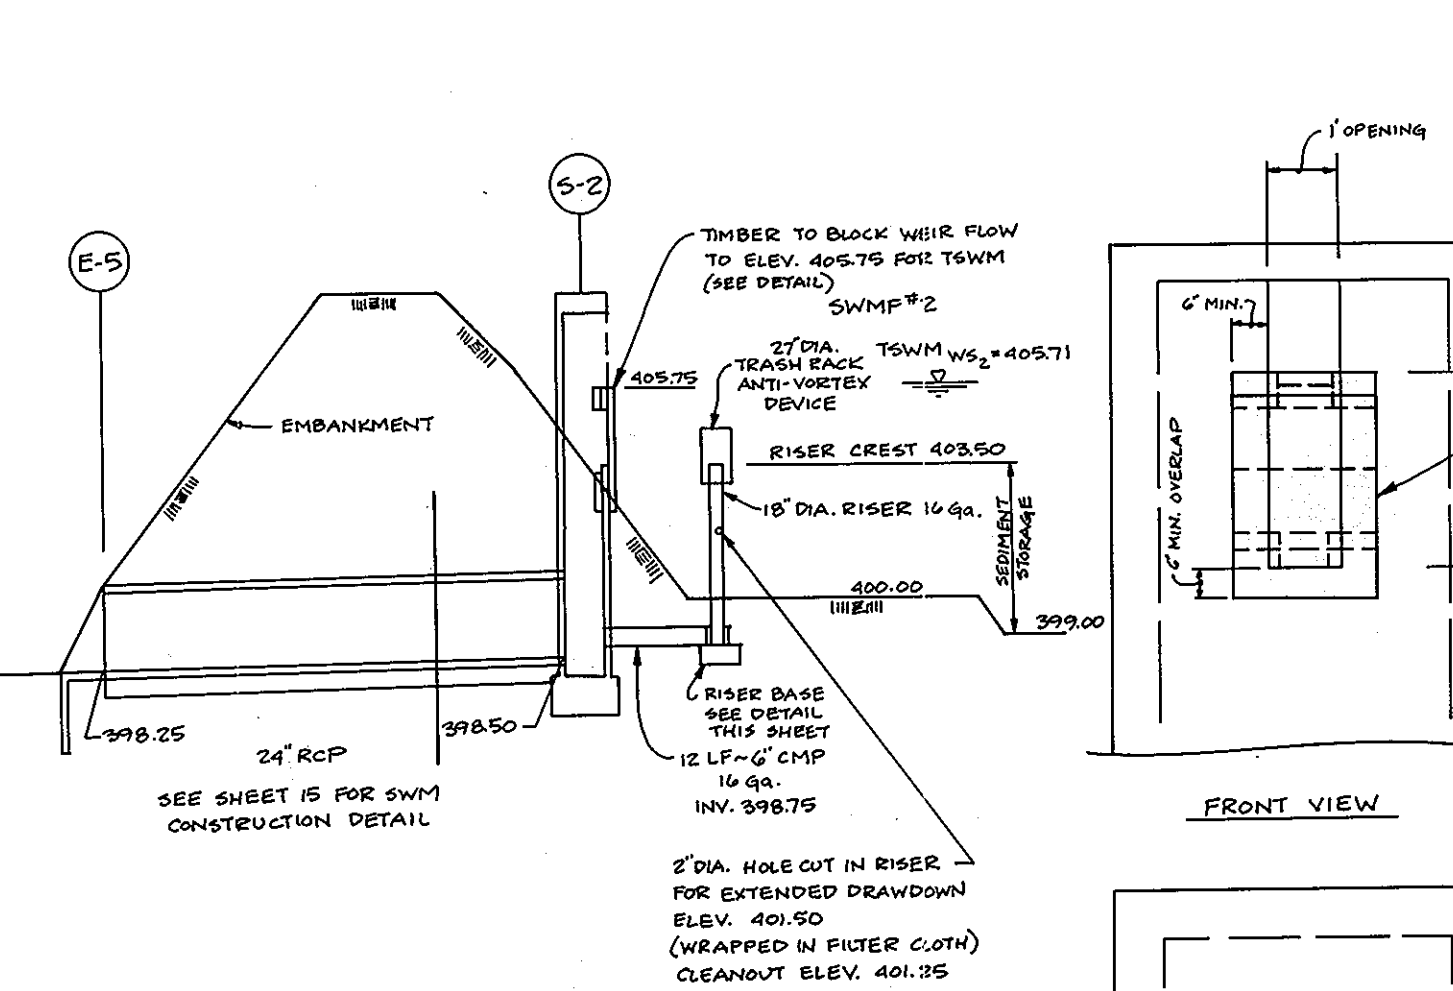 1' OPENING
S-2
E-5
TIMBER TO BLOCK WEIR FLOW
TO ELEV. 405.75 FOR TSWM
(SEE DETAIL)
SWMF #2
6" MIN.
27" DIA.
TRASH RACK
ANTI-VORTEX
DEVICE
TSWM WS2=405.71
405.75
EMBANKMENT
RISER CREST 403.50
18" DIA. RISER 16 Ga.
SEDIMENT
STORAGE
6" MIN. OVERLAP
400.00
399.00
398.25
398.50
RISER BASE
SEE DETAIL
THIS SHEET
24" RCP
12 LF~6" CMP
16 Ga.
INV. 398.75
SEE SHEET 15 FOR SWM
CONSTRUCTION DETAIL
FRONT VIEW
2" DIA. HOLE CUT IN RISER
FOR EXTENDED DRAWDOWN
ELEV. 401.50
(WRAPPED IN FILTER CLOTH)
CLEANOUT ELEV. 401.25